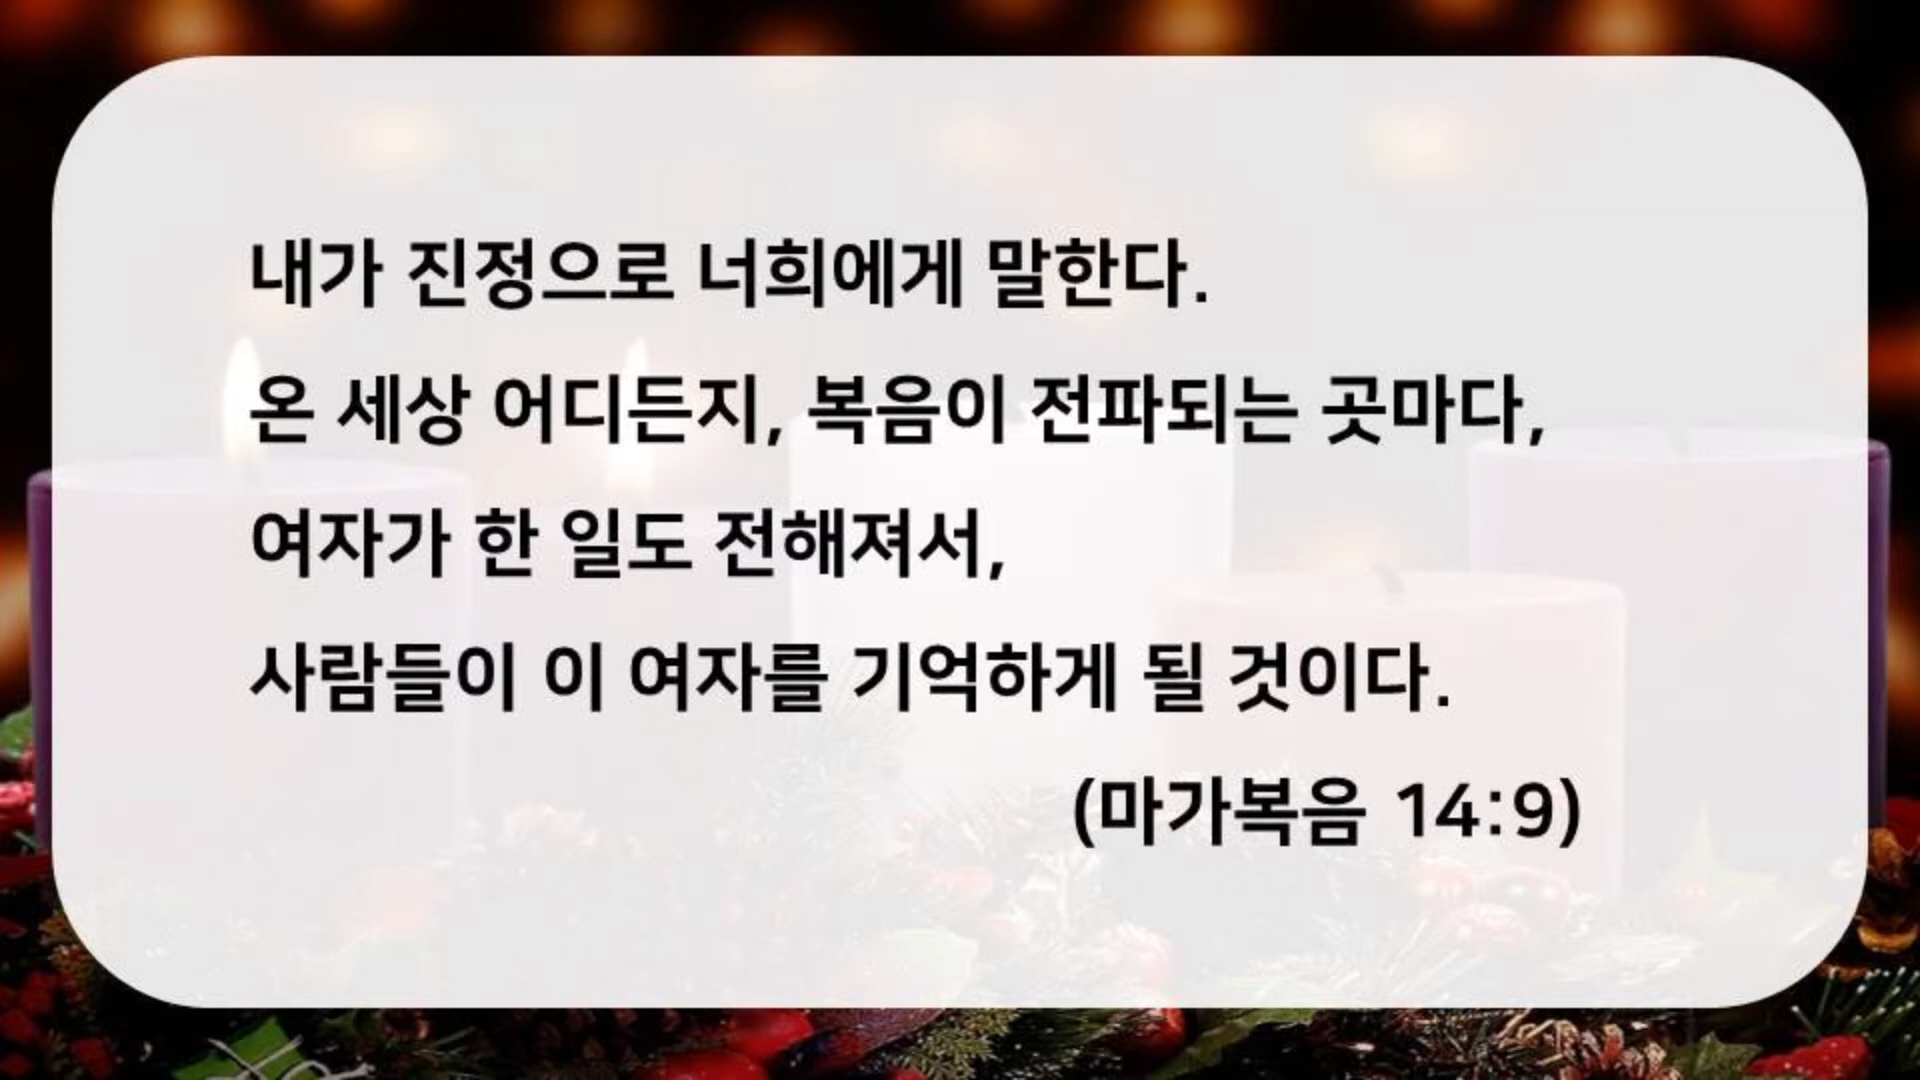 내가 진정으로 너희에게 말한다.
온 세상 어디든지, 복음이 전파되는 곳마다,
여자가 한 일도 전해져서,
사람들이 이 여자를 기억하게 될 것이다.
(마가복음 14:9)